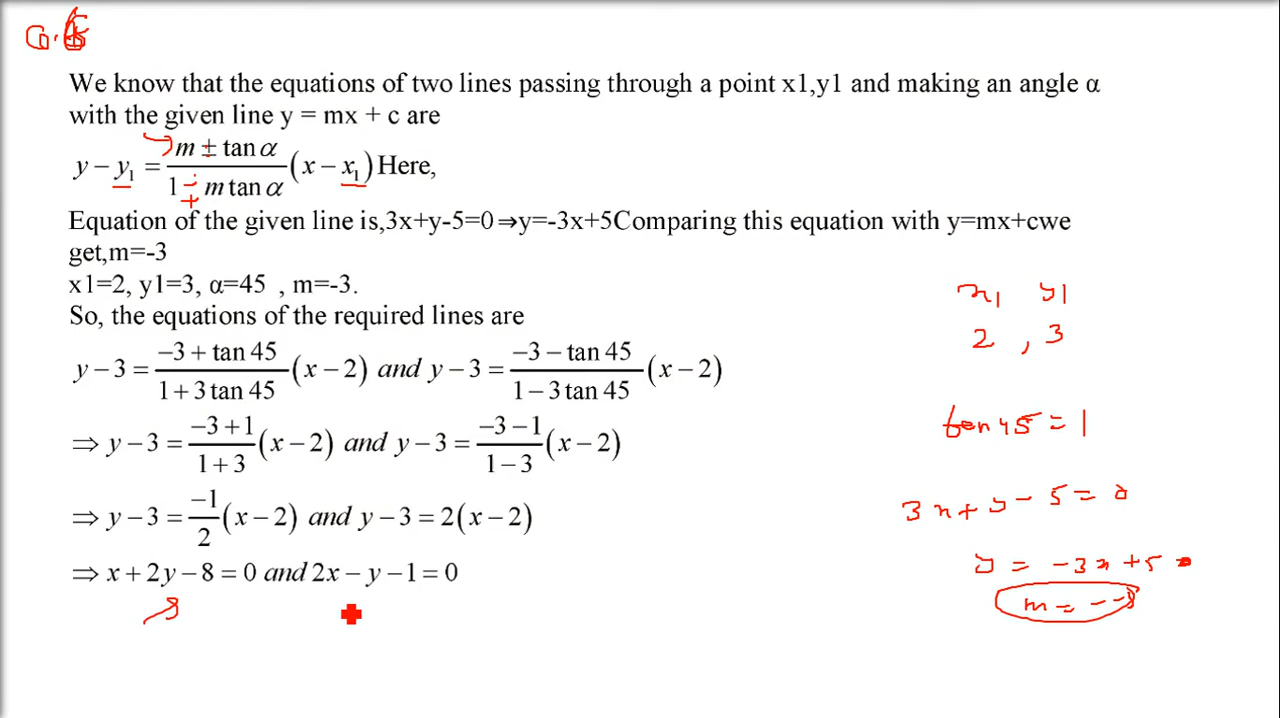 We know that the equations of two lines passing through a point x1,y1 and making an angle α
with the given line y = mx + c are
y − y₁ = (m ± tan α)/(1 ∓ m tan α) (x − x₁) Here,
Equation of the given line is,3x+y-5=0⇒y=-3x+5Comparing this equation with y=mx+cwe
get,m=-3
x1=2, y1=3, α=45 , m=-3.
So, the equations of the required lines are
y − 3 = (−3 + tan 45)/(1 + 3 tan 45) (x − 2) and y − 3 = (−3 − tan 45)/(1 − 3 tan 45) (x − 2)
⇒ y − 3 = (−3 + 1)/(1 + 3) (x − 2) and y − 3 = (−3 − 1)/(1 − 3) (x − 2)
⇒ y − 3 = −1/2 (x − 2) and y − 3 = 2(x − 2)
⇒ x + 2y − 8 = 0 and 2x − y − 1 = 0
x1 y1
2 , 3
tan 45 = 1
3x + y - 5 = 0
y = -3x + 5
m = -3